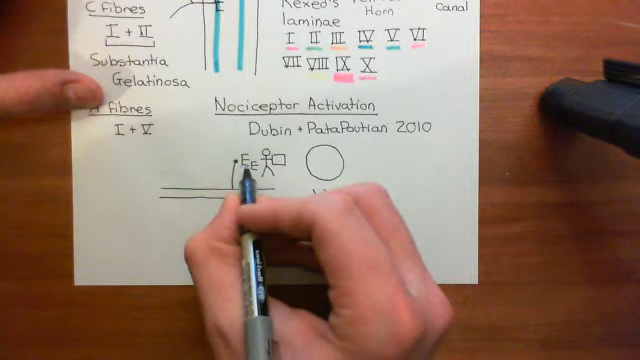 C fibres
I + II
Substantia
Gelatinosa
fibres
I + V
Rexed's
laminae
Horn
Canal
I II III IV V VI
VII VIII IX X
Nociceptor Activation
Dubin + Patapoutian 2010
E E